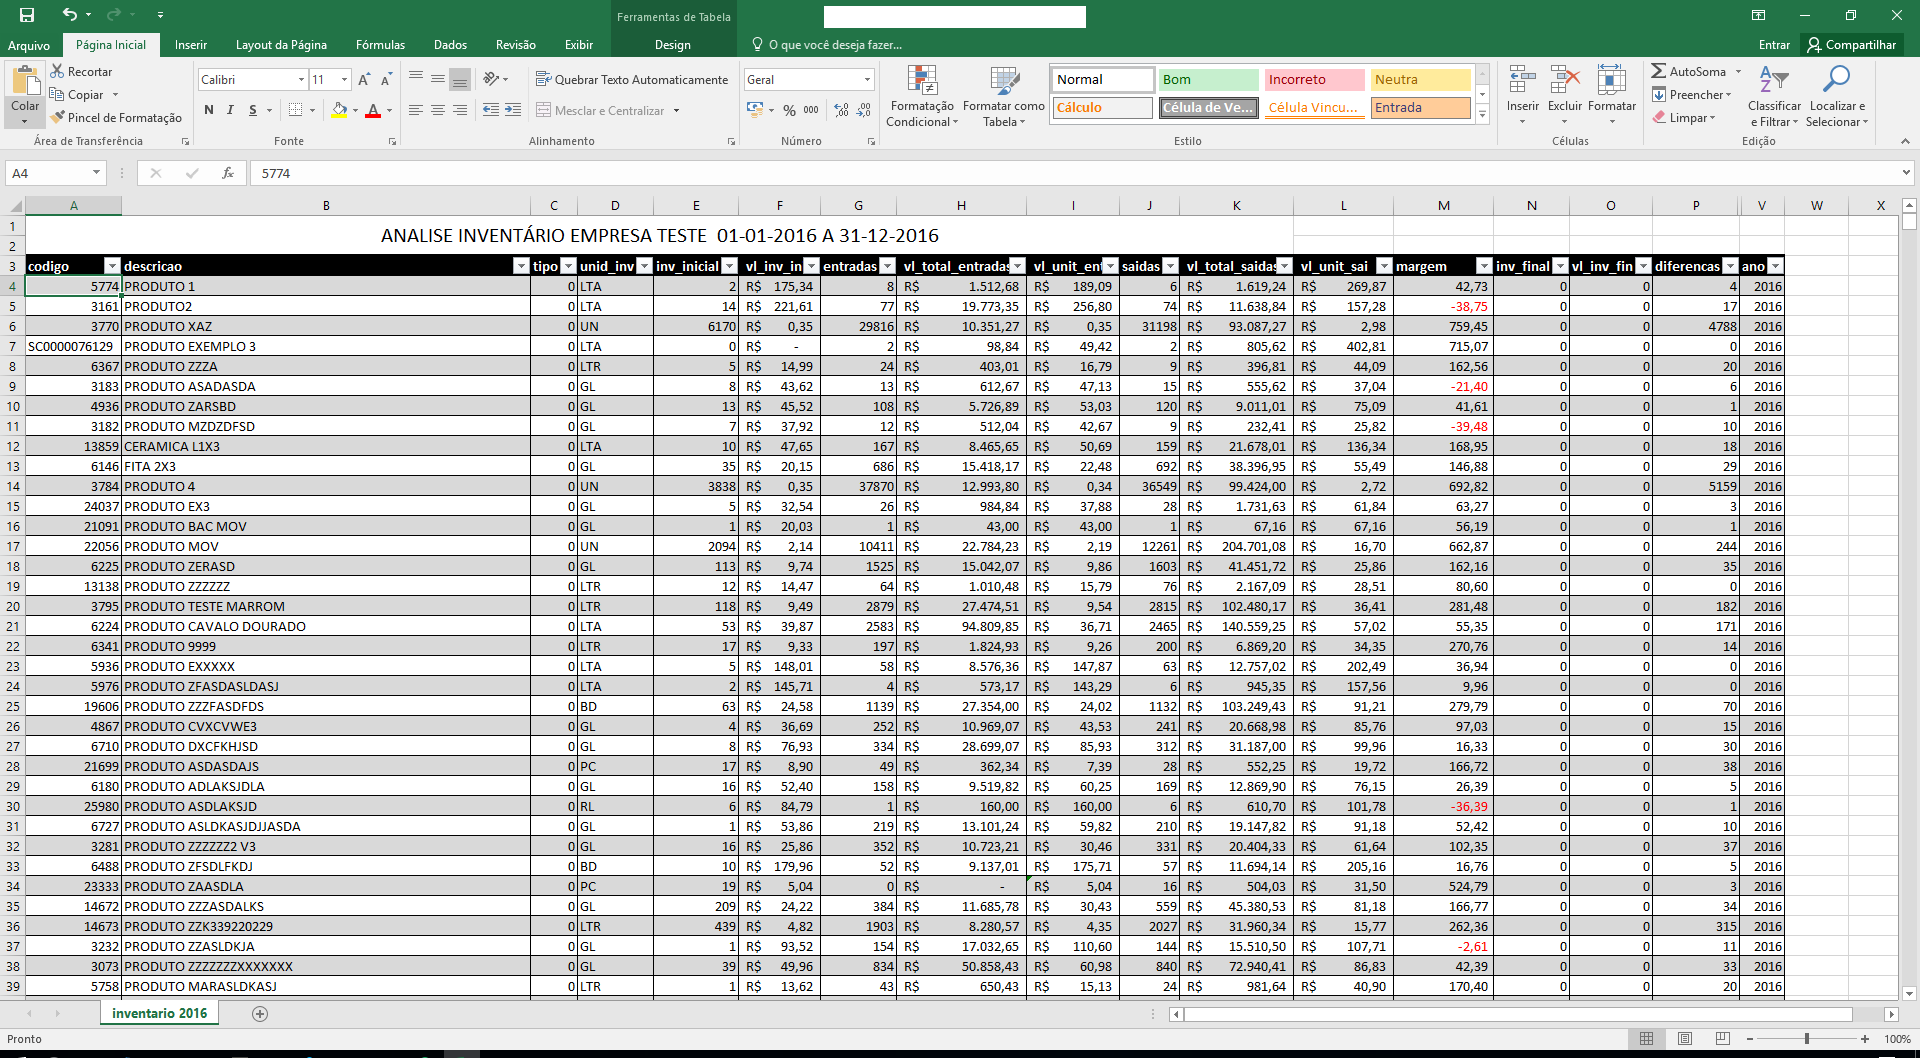 Ferramentas de Tabela
Arquivo Página Inicial Inserir Layout da Página Fórmulas Dados Revisão Exibir Design O que você deseja fazer... Entrar Compartilhar
Colar Recortar Copiar Pincel de Formatação
Calibri 11 N I S
Quebrar Texto Automaticamente
Mesclar e Centralizar
Geral
% 000
Formatação Condicional Formatar como Tabela
Normal Bom Incorreto Neutra
Cálculo Célula de Ve... Célula Vincu... Entrada
Inserir Excluir Formatar
AutoSoma Preencher Limpar
Classificar e Filtrar Localizar e Selecionar
Área de Transferência Fonte Alinhamento Número Estilo Células Edição
A4 fx 5774
A B C D E F G H I J K L M N O P V W X
1
ANALISE INVENTÁRIO EMPRESA TESTE 01-01-2016 A 31-12-2016
2
3 codigo descricao tipo unid_inv inv_inicial vl_inv_in entradas vl_total_entradas vl_unit_ent saidas vl_total_saidas vl_unit_sai margem inv_final vl_inv_fin diferencas ano
4 5774 PRODUTO 1 0 LTA 2 R$ 175,34 8 R$ 1.512,68 R$ 189,09 6 R$ 1.619,24 R$ 269,87 42,73 0 0 4 2016
5 3161 PRODUTO2 0 LTA 14 R$ 221,61 77 R$ 19.773,35 R$ 256,80 74 R$ 11.638,84 R$ 157,28 -38,75 0 0 17 2016
6 3770 PRODUTO XAZ 0 UN 6170 R$ 0,35 29816 R$ 10.351,27 R$ 0,35 31198 R$ 93.087,27 R$ 2,98 759,45 0 0 4788 2016
7 SC0000076129 PRODUTO EXEMPLO 3 0 LTA 0 R$ - 2 R$ 98,84 R$ 49,42 2 R$ 805,62 R$ 402,81 715,07 0 0 0 2016
8 6367 PRODUTO ZZZA 0 LTR 5 R$ 14,99 24 R$ 403,01 R$ 16,79 9 R$ 396,81 R$ 44,09 162,56 0 0 20 2016
9 3183 PRODUTO ASADASDA 0 GL 8 R$ 43,62 13 R$ 612,67 R$ 47,13 15 R$ 555,62 R$ 37,04 -21,40 0 0 6 2016
10 4936 PRODUTO ZARSBD 0 GL 13 R$ 45,52 108 R$ 5.726,89 R$ 53,03 120 R$ 9.011,01 R$ 75,09 41,61 0 0 1 2016
11 3182 PRODUTO MZDZDFSD 0 GL 7 R$ 37,92 12 R$ 512,04 R$ 42,67 9 R$ 232,41 R$ 25,82 -39,48 0 0 10 2016
12 13859 CERAMICA L1X3 0 LTA 10 R$ 47,65 167 R$ 8.465,65 R$ 50,69 159 R$ 21.678,01 R$ 136,34 168,95 0 0 18 2016
13 6146 FITA 2X3 0 GL 35 R$ 20,15 686 R$ 15.418,17 R$ 22,48 692 R$ 38.396,95 R$ 55,49 146,88 0 0 29 2016
14 3784 PRODUTO 4 0 UN 3838 R$ 0,35 37870 R$ 12.993,80 R$ 0,34 36549 R$ 99.424,00 R$ 2,72 692,82 0 0 5159 2016
15 24037 PRODUTO EX3 0 GL 5 R$ 32,54 26 R$ 984,84 R$ 37,88 28 R$ 1.731,63 R$ 61,84 63,27 0 0 3 2016
16 21091 PRODUTO BAC MOV 0 GL 1 R$ 20,03 1 R$ 43,00 R$ 43,00 1 R$ 67,16 R$ 67,16 56,19 0 0 1 2016
17 22056 PRODUTO MOV 0 UN 2094 R$ 2,14 10411 R$ 22.784,23 R$ 2,19 12261 R$ 204.701,08 R$ 16,70 662,87 0 0 244 2016
18 6225 PRODUTO ZERASD 0 GL 113 R$ 9,74 1525 R$ 15.042,07 R$ 9,86 1603 R$ 41.451,72 R$ 25,86 162,16 0 0 35 2016
19 13138 PRODUTO ZZZZZZ 0 LTR 12 R$ 14,47 64 R$ 1.010,48 R$ 15,79 76 R$ 2.167,09 R$ 28,51 80,60 0 0 0 2016
20 3795 PRODUTO TESTE MARROM 0 LTR 118 R$ 9,49 2879 R$ 27.474,51 R$ 9,54 2815 R$ 102.480,17 R$ 36,41 281,48 0 0 182 2016
21 6224 PRODUTO CAVALO DOURADO 0 LTA 53 R$ 39,87 2583 R$ 94.809,85 R$ 36,71 2465 R$ 140.559,25 R$ 57,02 55,35 0 0 171 2016
22 6341 PRODUTO 9999 0 LTR 17 R$ 9,33 197 R$ 1.824,93 R$ 9,26 200 R$ 6.869,20 R$ 34,35 270,76 0 0 14 2016
23 5936 PRODUTO EXXXXX 0 LTA 5 R$ 148,01 58 R$ 8.576,36 R$ 147,87 63 R$ 12.757,02 R$ 202,49 36,94 0 0 0 2016
24 5976 PRODUTO ZFASDASLDASJ 0 LTA 2 R$ 145,71 4 R$ 573,17 R$ 143,29 6 R$ 945,35 R$ 157,56 9,96 0 0 0 2016
25 19606 PRODUTO ZZZFASDFDS 0 BD 63 R$ 24,58 1139 R$ 27.354,00 R$ 24,02 1132 R$ 103.249,43 R$ 91,21 279,79 0 0 70 2016
26 4867 PRODUTO CVXCVWE3 0 GL 4 R$ 36,69 252 R$ 10.969,07 R$ 43,53 241 R$ 20.668,98 R$ 85,76 97,03 0 0 15 2016
27 6710 PRODUTO DXCFKHJSD 0 GL 8 R$ 76,93 334 R$ 28.699,07 R$ 85,93 312 R$ 31.187,00 R$ 99,96 16,33 0 0 30 2016
28 21699 PRODUTO ASDASDAJS 0 PC 17 R$ 8,90 49 R$ 362,34 R$ 7,39 28 R$ 552,25 R$ 19,72 166,72 0 0 38 2016
29 6180 PRODUTO ADLAKSJDLA 0 GL 16 R$ 52,40 158 R$ 9.519,82 R$ 60,25 169 R$ 12.869,90 R$ 76,15 26,39 0 0 5 2016
30 25980 PRODUTO ASDLAKSJD 0 RL 6 R$ 84,79 1 R$ 160,00 R$ 160,00 6 R$ 610,70 R$ 101,78 -36,39 0 0 1 2016
31 6727 PRODUTO ASLDKASJDJJASDA 0 GL 1 R$ 53,86 219 R$ 13.101,24 R$ 59,82 210 R$ 19.147,82 R$ 91,18 52,42 0 0 10 2016
32 3281 PRODUTO ZZZZZZ2 V3 0 GL 16 R$ 25,86 352 R$ 10.723,21 R$ 30,46 331 R$ 20.404,33 R$ 61,64 102,35 0 0 37 2016
33 6488 PRODUTO ZFSDLFKDJ 0 BD 10 R$ 179,96 52 R$ 9.137,01 R$ 175,71 57 R$ 11.694,14 R$ 205,16 16,76 0 0 5 2016
34 23333 PRODUTO ZAASDLA 0 PC 19 R$ 5,04 0 R$ - R$ 5,04 16 R$ 504,03 R$ 31,50 524,79 0 0 3 2016
35 14672 PRODUTO ZZZASDALKS 0 GL 209 R$ 24,22 384 R$ 11.685,78 R$ 30,43 559 R$ 45.380,53 R$ 81,18 166,77 0 0 34 2016
36 14673 PRODUTO ZZK339220229 0 LTR 439 R$ 4,82 1903 R$ 8.280,57 R$ 4,35 2027 R$ 31.960,34 R$ 15,77 262,36 0 0 315 2016
37 3232 PRODUTO ZZASLDKJA 0 GL 1 R$ 93,52 154 R$ 17.032,65 R$ 110,60 144 R$ 15.510,50 R$ 107,71 -2,61 0 0 11 2016
38 3073 PRODUTO ZZZZZZZXXXXXXX 0 GL 39 R$ 49,96 834 R$ 50.858,43 R$ 60,98 840 R$ 72.940,41 R$ 86,83 42,39 0 0 33 2016
39 5758 PRODUTO MARASLDKASJ 0 LTR 1 R$ 13,62 43 R$ 650,43 R$ 15,13 24 R$ 981,64 R$ 40,90 170,40 0 0 20 2016
inventario 2016
Pronto 100%